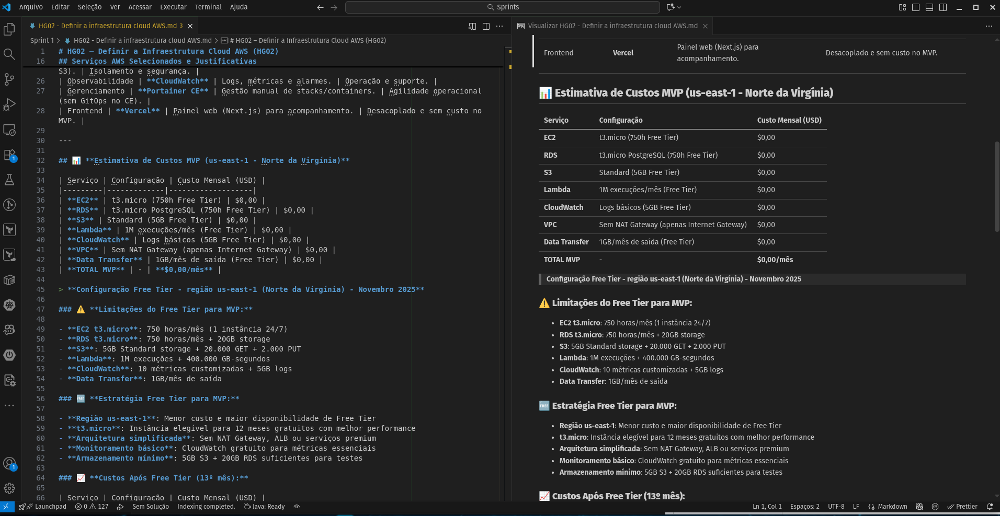 Arquivo Editar Seleção Ver Acessar Executar Terminal Ajuda
Sprints
HG02 - Definir a infraestrutura cloud AWS.md 3
Visualizar HG02 - Definir a infraestrutura cloud AWS.md
Sprint 1 > HG02 - Definir a infraestrutura cloud AWS.md > # HG02 – Definir a Infraestrutura Cloud AWS (HG02)
1 # HG02 – Definir a Infraestrutura Cloud AWS (HG02)
16 ## Serviços AWS Selecionados e Justificativas
S3). | Isolamento e segurança. |
26 | Observabilidade | **CloudWatch** | Logs, métricas e alarmes. | Operação e suporte. |
27 | Gerenciamento | **Portainer CE** | Gestão manual de stacks/containers. | Agilidade operacional
(sem GitOps no CE). |
28 | Frontend | **Vercel** | Painel web (Next.js) para acompanhamento. | Desacoplado e sem custo no
MVP. |
29
30 ---
31
32 ## 📊 **Estimativa de Custos MVP (us-east-1 - Norte da Virgínia)**
33
34 | Serviço | Configuração | Custo Mensal (USD) |
35 |---------|-------------|-------------------|
36 | **EC2** | t3.micro (750h Free Tier) | $0,00 |
37 | **RDS** | t3.micro PostgreSQL (750h Free Tier) | $0,00 |
38 | **S3** | Standard (5GB Free Tier) | $0,00 |
39 | **Lambda** | 1M execuções/mês (Free Tier) | $0,00 |
40 | **CloudWatch** | Logs básicos (5GB Free Tier) | $0,00 |
41 | **VPC** | Sem NAT Gateway (apenas Internet Gateway) | $0,00 |
42 | **Data Transfer** | 1GB/mês de saída (Free Tier) | $0,00 |
43 | **TOTAL MVP** | - | **$0,00/mês** |
44
45 > **Configuração Free Tier - região us-east-1 (Norte da Virgínia) - Novembro 2025**
46
47 ### ⚠️ **Limitações do Free Tier para MVP:**
48
49 - **EC2 t3.micro**: 750 horas/mês (1 instância 24/7)
50 - **RDS t3.micro**: 750 horas/mês + 20GB storage
51 - **S3**: 5GB Standard storage + 20.000 GET + 2.000 PUT
52 - **Lambda**: 1M execuções + 400.000 GB-segundos
53 - **CloudWatch**: 10 métricas customizadas + 5GB logs
54 - **Data Transfer**: 1GB/mês de saída
55
56 ### 🆓 **Estratégia Free Tier para MVP:**
57
58 - **Região us-east-1**: Menor custo e maior disponibilidade de Free Tier
59 - **t3.micro**: Instância elegível para 12 meses gratuitos com melhor performance
60 - **Arquitetura simplificada**: Sem NAT Gateway, ALB ou serviços premium
61 - **Monitoramento básico**: CloudWatch gratuito para métricas essenciais
62 - **Armazenamento mínimo**: 5GB S3 + 20GB RDS suficientes para testes
63
64 ### 📈 **Custos Após Free Tier (13º mês):**
65
66 | Serviço | Configuração | Custo Mensal (USD) |
Frontend Vercel Painel web (Next.js) para acompanhamento. Desacoplado e sem custo no MVP.
📊 Estimativa de Custos MVP (us-east-1 - Norte da Virgínia)
Serviço Configuração Custo Mensal (USD)
EC2 t3.micro (750h Free Tier) $0,00
RDS t3.micro PostgreSQL (750h Free Tier) $0,00
S3 Standard (5GB Free Tier) $0,00
Lambda 1M execuções/mês (Free Tier) $0,00
CloudWatch Logs básicos (5GB Free Tier) $0,00
VPC Sem NAT Gateway (apenas Internet Gateway) $0,00
Data Transfer 1GB/mês de saída (Free Tier) $0,00
TOTAL MVP - $0,00/mês
Configuração Free Tier - região us-east-1 (Norte da Virgínia) - Novembro 2025
⚠️ Limitações do Free Tier para MVP:
• EC2 t3.micro: 750 horas/mês (1 instância 24/7)
• RDS t3.micro: 750 horas/mês + 20GB storage
• S3: 5GB Standard storage + 20.000 GET + 2.000 PUT
• Lambda: 1M execuções + 400.000 GB-segundos
• CloudWatch: 10 métricas customizadas + 5GB logs
• Data Transfer: 1GB/mês de saída
🆓 Estratégia Free Tier para MVP:
• Região us-east-1: Menor custo e maior disponibilidade de Free Tier
• t3.micro: Instância elegível para 12 meses gratuitos com melhor performance
• Arquitetura simplificada: Sem NAT Gateway, ALB ou serviços premium
• Monitoramento básico: CloudWatch gratuito para métricas essenciais
• Armazenamento mínimo: 5GB S3 + 20GB RDS suficientes para testes
📈 Custos Após Free Tier (13º mês):
1
1
Launchpad 0 127 Sem Solução Indexing completed. Java: Ready
Ln 1, Col 1 Espaços: 2 UTF-8 LF Markdown Prettier